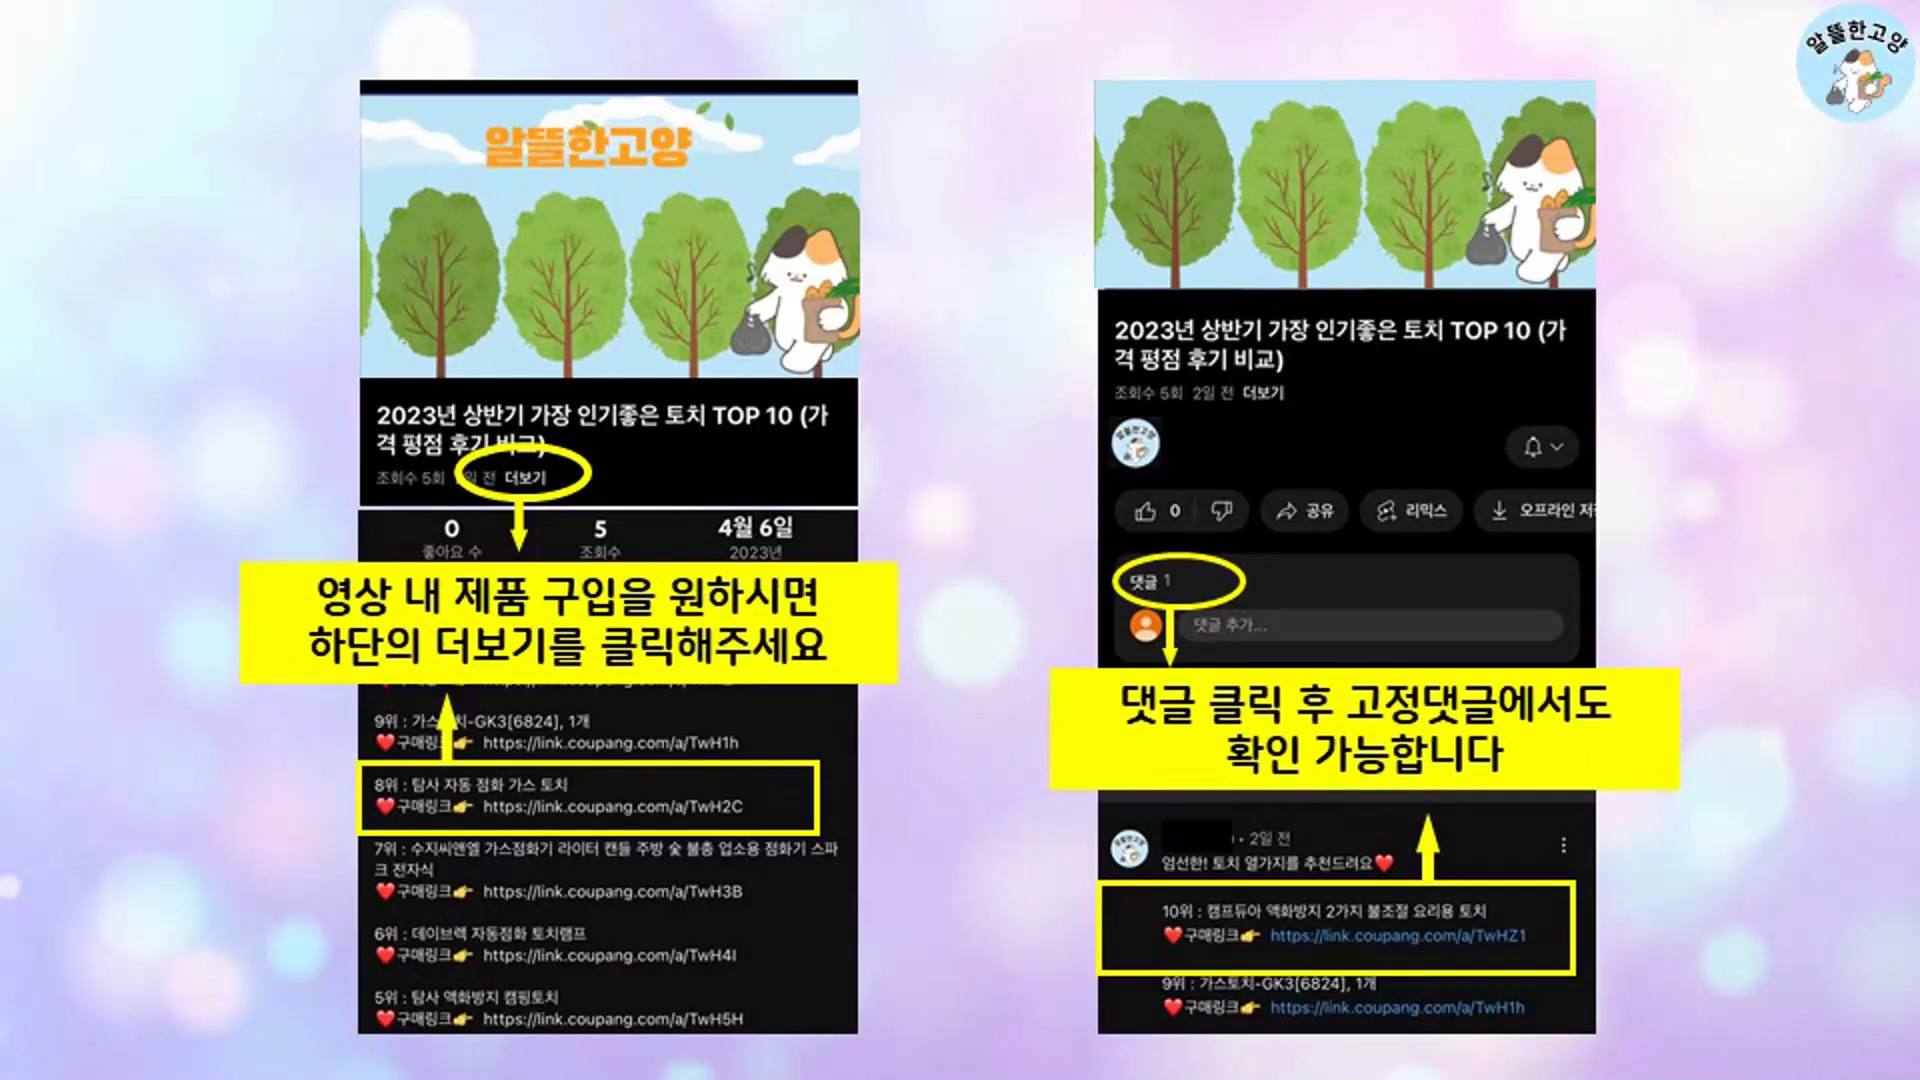 알뜰한고양
알뜰한고양
2023년 상반기 가장 인기좋은 토치 TOP 10 (가
격 평점 후기 비교)
조회수 5회 일 전 더보기
0 5 4월 6일
좋아요 수 조회수 2023년
영상 내 제품 구입을 원하시면
하단의 더보기를 클릭해주세요
9위 : 가스토치-GK3[6824], 1개
❤️구매링크👉 https://link.coupang.com/a/TwH1h
8위 : 탐사 자동 점화 가스 토치
❤️구매링크👉 https://link.coupang.com/a/TwH2C
7위 : 수지씨앤엘 가스점화기 라이터 캔들 주방 숯 불총 업소용 점화기 스파
크 전자식
❤️구매링크👉 https://link.coupang.com/a/TwH3B
6위 : 데이브렉 자동점화 토치램프
❤️구매링크👉 https://link.coupang.com/a/TwH4I
5위 : 탐사 액화방지 캠핑토치
❤️구매링크👉 https://link.coupang.com/a/TwH5H
2023년 상반기 가장 인기좋은 토치 TOP 10 (가
격 평점 후기 비교)
조회수 5회 2일 전 더보기
알뜰한고양
0 공유 리믹스 오프라인 저
댓글 1
댓글 추가...
댓글 클릭 후 고정댓글에서도
확인 가능합니다
알뜰한고양
• 2일 전
엄선한! 토치 열가지를 추천드려요❤️
10위 : 캠프듀아 액화방지 2가지 불조절 요리용 토치
❤️구매링크👉 https://link.coupang.com/a/TwHZ1
9위 : 가스토치-GK3[6824], 1개
❤️구매링크👉 https://link.coupang.com/a/TwH1h